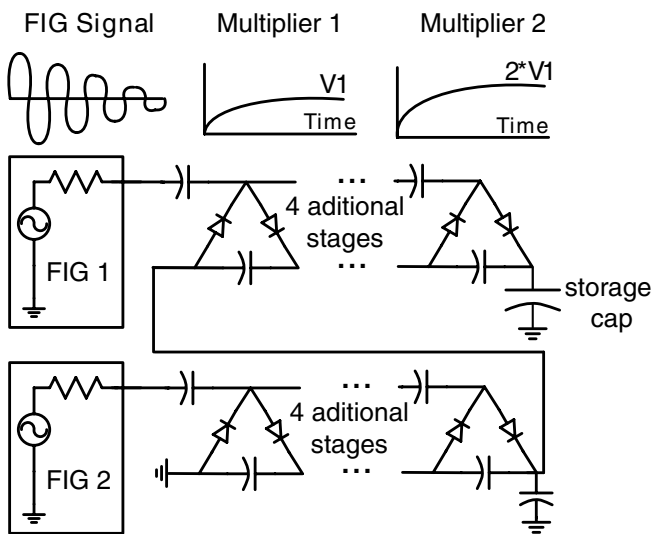 FIG Signal
Multiplier 1
Multiplier 2
V1
Time
2*V1
Time
FIG 1
4 aditional
stages
...
...
storage
cap
FIG 2
4 aditional
stages
...
...